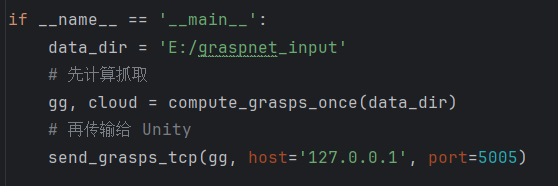 if __name__ == '__main__':
    data_dir = 'E:/graspnet_input'
    # 先计算抓取
    gg, cloud = compute_grasps_once(data_dir)
    # 再传输给 Unity
    send_grasps_tcp(gg, host='127.0.0.1', port=5005)